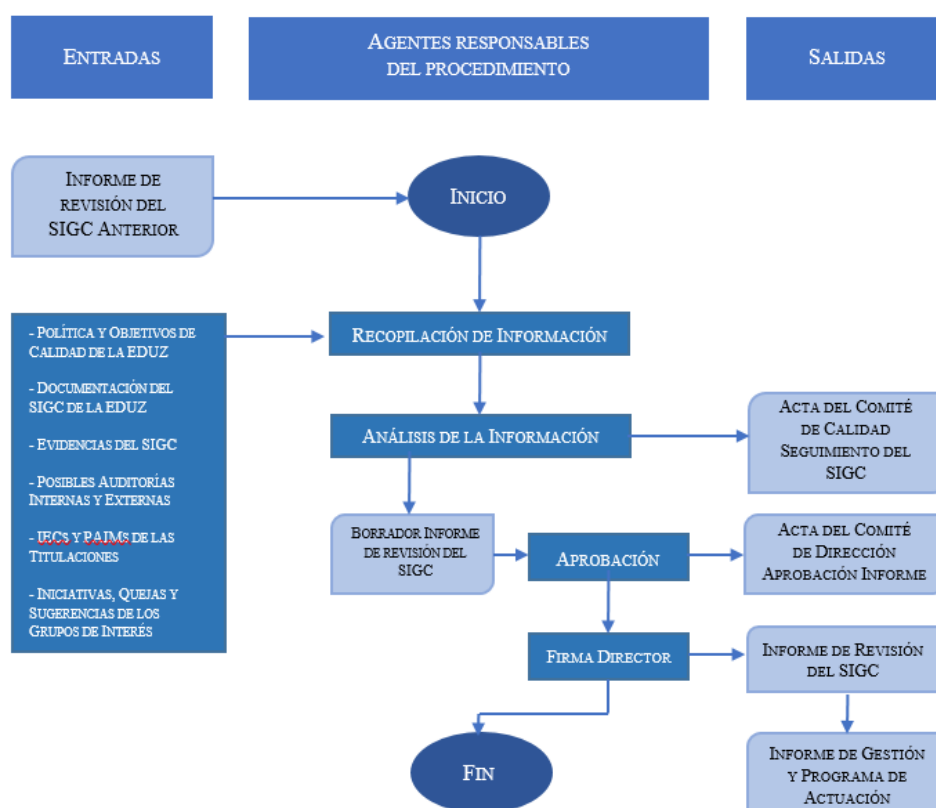 ENTRADAS
AGENTES RESPONSABLES
DEL PROCEDIMIENTO
SALIDAS
INFORME DE
REVISIÓN DEL
SIGC ANTERIOR
INICIO
- POLÍTICA Y OBJETIVOS DE
CALIDAD DE LA EDUZ
- DOCUMENTACIÓN DEL
SIGC DE LA EDUZ
- EVIDENCIAS DEL SIGC
- POSIBLES AUDITORÍAS
INTERNAS Y EXTERNAS
- IECS Y PAIMS DE LAS
TITULACIONES
- INICIATIVAS, QUEJAS Y
SUGERENCIAS DE LOS
GRUPOS DE INTERÉS
RECOPILACIÓN DE INFORMACIÓN
ANÁLISIS DE LA INFORMACIÓN
ACTA DEL COMITÉ
DE CALIDAD
SEGUIMIENTO DEL
SIGC
BORRADOR INFORME
DE REVISIÓN DEL
SIGC
APROBACIÓN
ACTA DEL COMITÉ
DE DIRECCIÓN
APROBACIÓN INFORME
FIRMA DIRECTOR
INFORME DE REVISIÓN
DEL SIGC
FIN
INFORME DE GESTIÓN
Y PROGRAMA DE
ACTUACIÓN